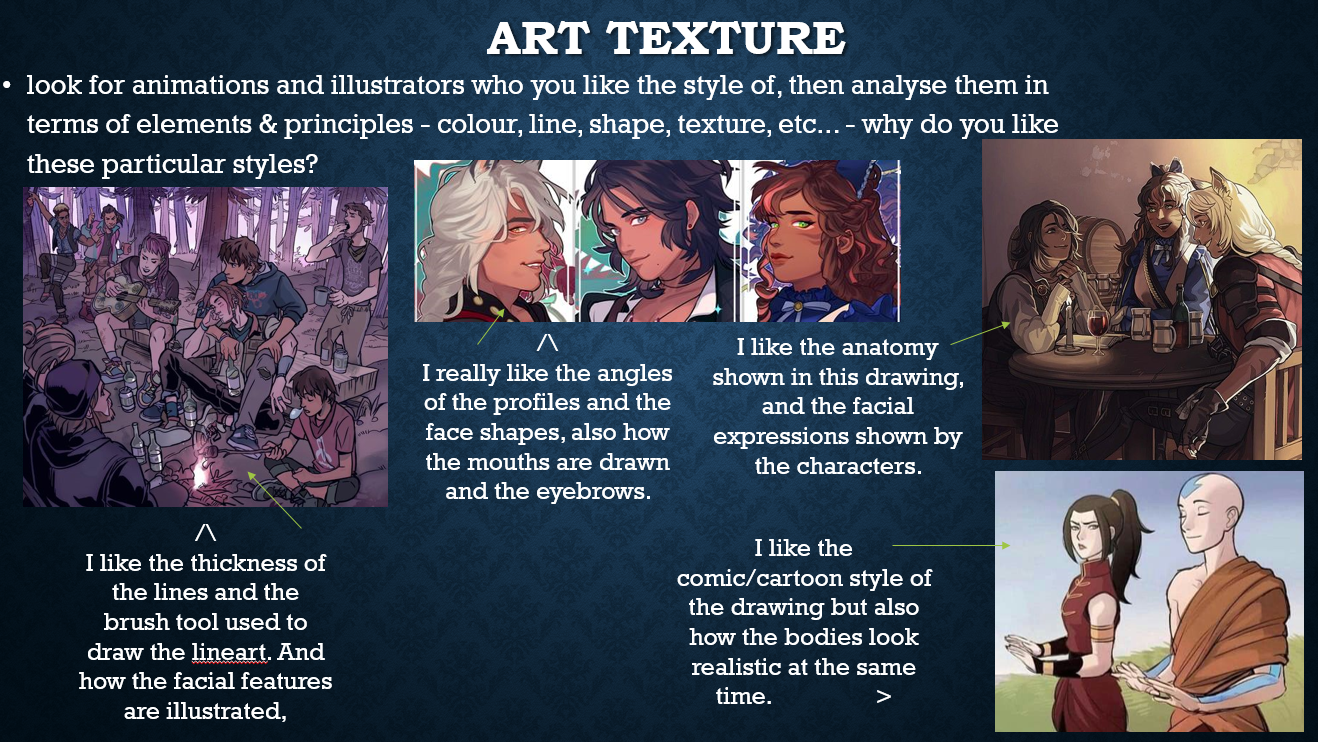 ART TEXTURE
• look for animations and illustrators who you like the style of, then analyse them in
terms of elements & principles - colour, line, shape, texture, etc... - why do you like
these particular styles?
/\
I really like the angles
of the profiles and the
face shapes, also how
the mouths are drawn
and the eyebrows.
I like the anatomy
shown in this drawing,
and the facial
expressions shown by
the characters.
/\
I like the thickness of
the lines and the
brush tool used to
draw the lineart. And
how the facial features
are illustrated,
I like the
comic/cartoon style of
the drawing but also
how the bodies look
realistic at the same
time. >